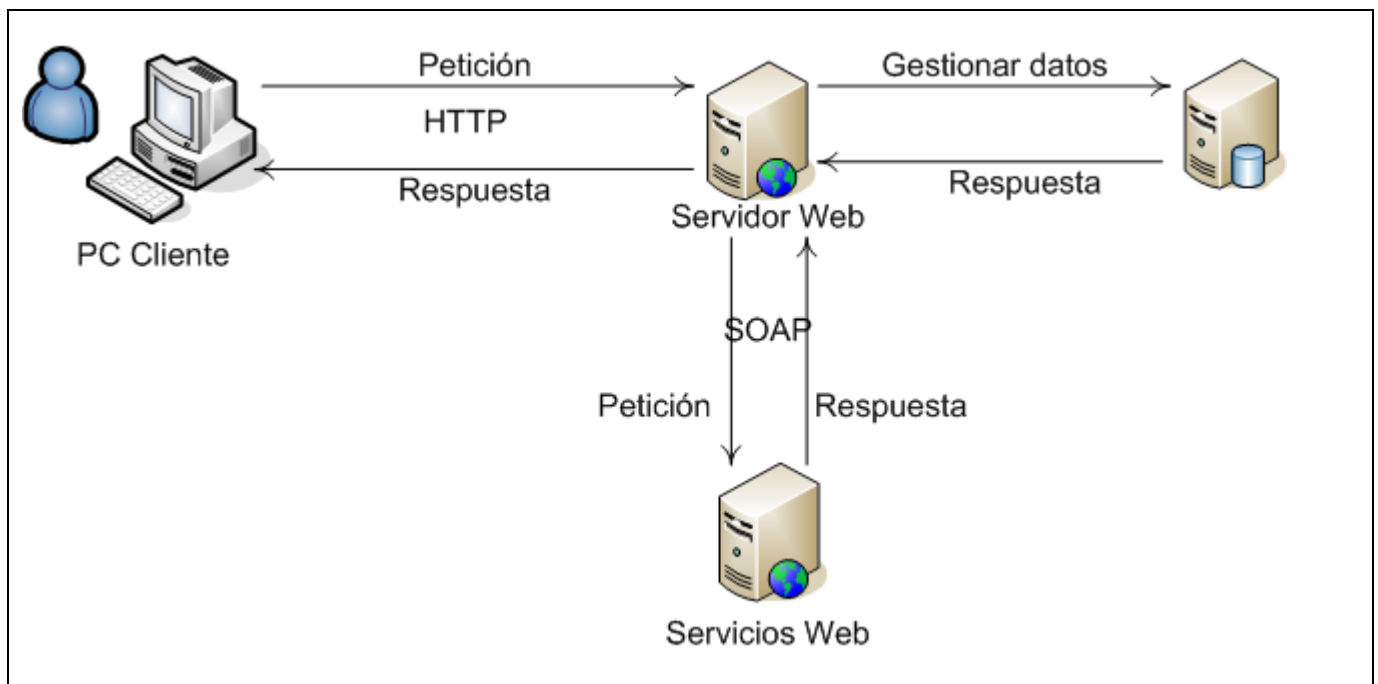 Petición
Gestionar datos
HTTP
Respuesta
Respuesta
Servidor Web
PC Cliente
SOAP
Petición
Respuesta
Servicios Web